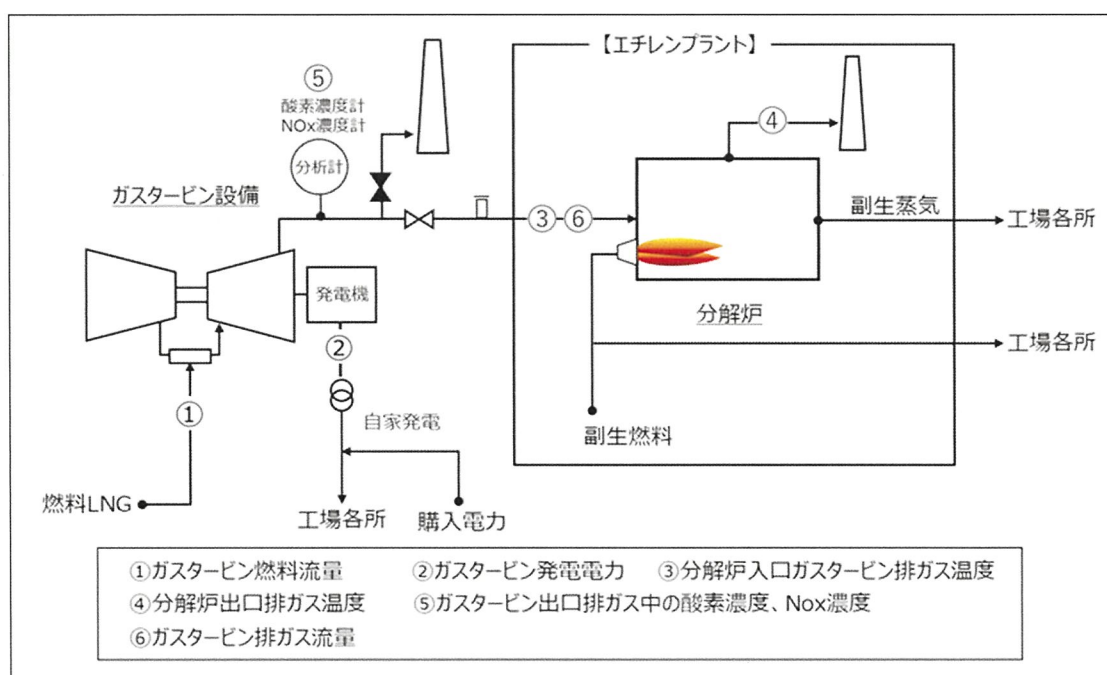 【エチレンプラント】
⑤
酸素濃度計
NOx濃度計
分析計
④
ガスタービン設備
③ ⑥
副生蒸気
工場各所
発電機
分解炉
②
工場各所
①
自家発電
副生燃料
燃料LNG
工場各所
購入電力
①ガスタービン燃料流量 ②ガスタービン発電電力 ③分解炉入口ガスタービン排ガス温度
④分解炉出口排ガス温度 ⑤ガスタービン出口排ガス中の酸素濃度、Nox濃度
⑥ガスタービン排ガス流量